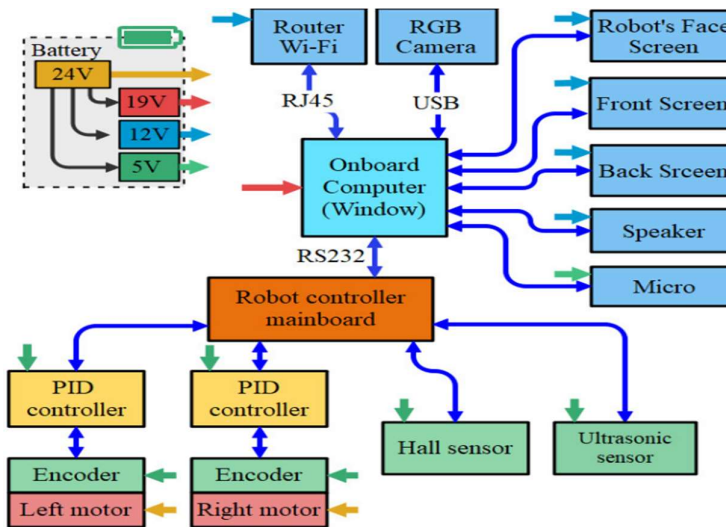 Battery
24V
19V
12V
5V
Router
Wi-Fi
RGB
Camera
RJ45
USB
Robot's Face
Screen
Front Screen
Back Srceen
Speaker
Micro
Onboard
Computer
(Window)
RS232
Robot controller
mainboard
PID
controller
PID
controller
Hall sensor
Ultrasonic
sensor
Encoder
Left motor
Encoder
Right motor